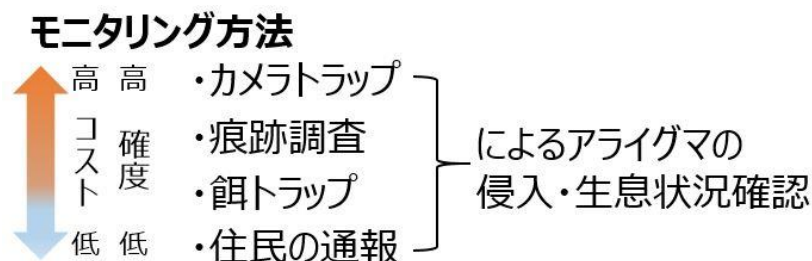 モニタリング方法
高 高 ・カメラトラップ
コスト 確度
・痕跡調査
・餌トラップ
低 低 ・住民の通報
によるアライグマの
侵入・生息状況確認